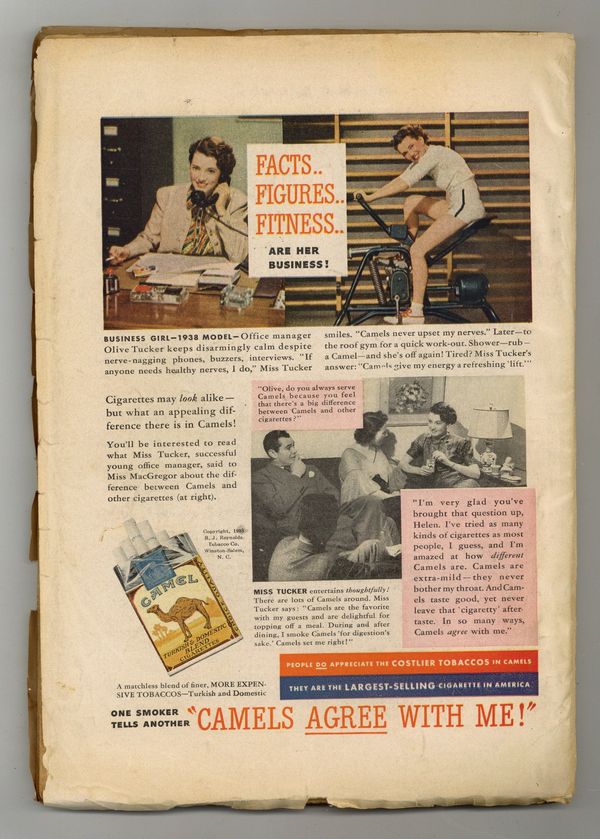 FACTS..
FIGURES..
FITNESS..
ARE HER
BUSINESS!
BUSINESS GIRL—1938 MODEL—Office manager
Olive Tucker keeps disarmingly calm despite
nerve-nagging phones, buzzers, interviews. "If
anyone needs healthy nerves, I do," Miss Tucker
smiles. "Camels never upset my nerves." Later—to
the roof gym for a quick work-out. Shower—rub—
a Camel—and she's off again! Tired? Miss Tucker's
answer: "Camels give my energy a refreshing 'lift.'"
Cigarettes may look alike—
but what an appealing dif-
ference there is in Camels!
You'll be interested to read
what Miss Tucker, successful
young office manager, said to
Miss MacGregor about the dif-
ference between Camels and
other cigarettes (at right).
"Olive, do you always serve
Camels because you feel
that there's a big difference
between Camels and other
cigarettes?"
Copyright, 1938
R. J. Reynolds
Tobacco Co.
Winston-Salem,
N. C.
CAMEL
TURKISH & DOMESTIC
BLEND
CIGARETTES
MISS TUCKER entertains thoughtfully!
There are lots of Camels around. Miss
Tucker says: "Camels are the favorite
with my guests and are delightful for
topping off a meal. During and after
dining, I smoke Camels 'for digestion's
sake.' Camels set me right!"
"I'm very glad you've
brought that question up,
Helen. I've tried as many
kinds of cigarettes as most
people, I guess, and I'm
amazed at how different
Camels are. Camels are
extra-mild—they never
bother my throat. And Cam-
els taste good, yet never
leave that 'cigaretty' after-
taste. In so many ways,
Camels agree with me."
A matchless blend of finer, MORE EXPEN-
SIVE TOBACCOS—Turkish and Domestic
PEOPLE DO APPRECIATE THE COSTLIER TOBACCOS IN CAMELS
THEY ARE THE LARGEST-SELLING CIGARETTE IN AMERICA
ONE SMOKER
TELLS ANOTHER
"CAMELS AGREE WITH ME!"